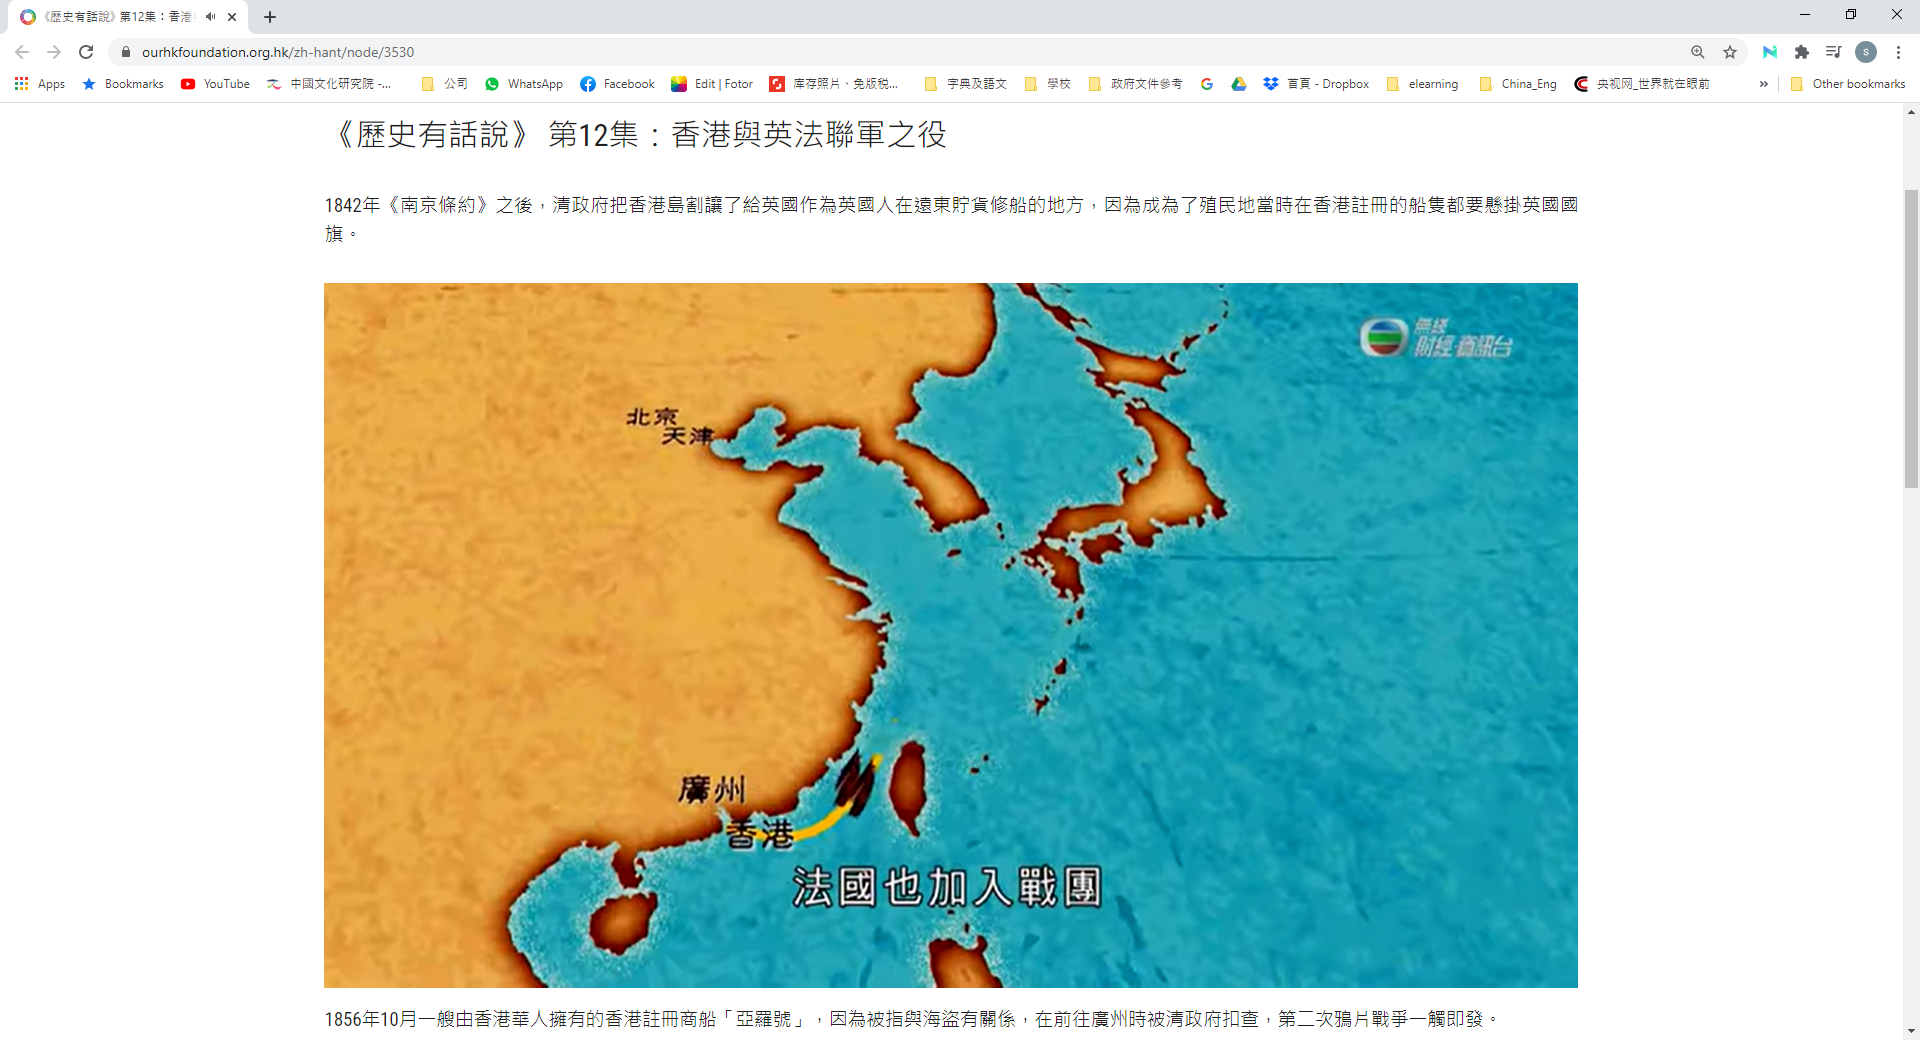 《歷史有話說》第12集：香港
ourhkfoundation.org.hk/zh-hant/node/3530
S
Apps
Bookmarks
YouTube
中國文化研究院 -...
公司
WhatsApp
Facebook
Edit | Fotor
库存照片、免版税...
字典及語文
學校
政府文件參考
首頁 - Dropbox
elearning
China_Eng
央视网_世界就在眼前
»
Other bookmarks
《歷史有話說》 第12集：香港與英法聯軍之役
1842年《南京條約》之後，清政府把香港島割讓了給英國作為英國人在遠東貯貨修船的地方，因為成為了殖民地當時在香港註冊的船隻都要懸掛英國國
旗。
無綫
財經·資訊台
北京
天津
廣州
香港
法國也加入戰團
1856年10月一艘由香港華人擁有的香港註冊商船「亞羅號」，因為被指與海盜有關係，在前往廣州時被清政府扣查，第二次鴉片戰爭一觸即發。